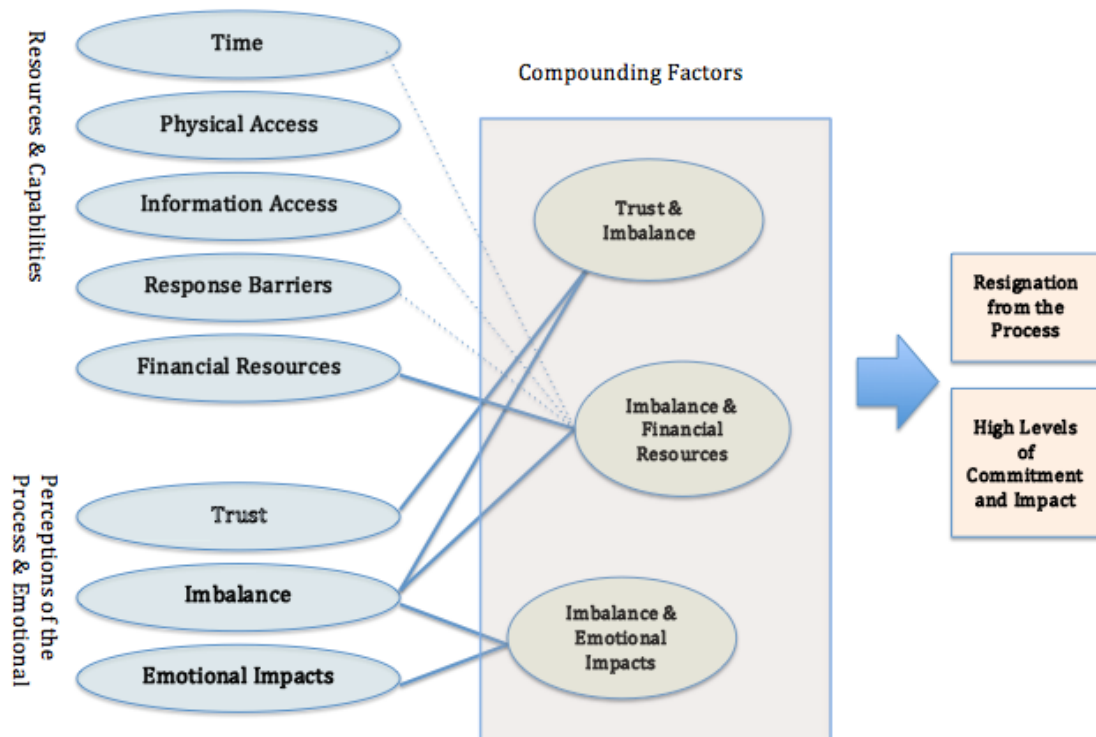 Resources & Capabilities
Time
Physical Access
Information Access
Response Barriers
Financial Resources
Perceptions of the
Process & Emotional
Trust
Imbalance
Emotional Impacts
Compounding Factors
Trust &
Imbalance
Imbalance &
Financial
Resources
Imbalance &
Emotional
Impacts
Resignation
from the
Process
High Levels
of
Commitment
and Impact